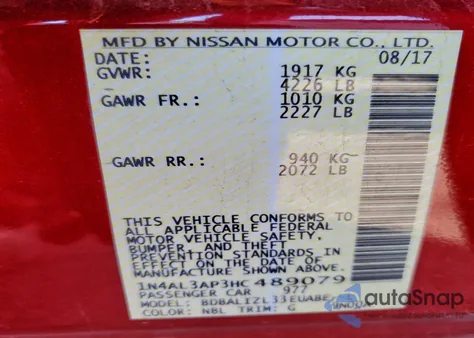 MFD BY NISSAN MOTOR CO., LTD.
DATE: 08/17
GVWR: 1917 KG
4226 LB
GAWR FR.: 1010 KG
2227 LB
GAWR RR.: 940 KG
2072 LB
THIS VEHICLE CONFORMS TO
ALL APPLICABLE FEDERAL
MOTOR VEHICLE SAFETY,
BUMPER, AND THEFT
PREVENTION STANDARDS IN
EFFECT ON THE DATE OF
MANUFACTURE SHOWN ABOVE.
1N4AL3AP3HC489079
PASSENGER CAR 977
MODEL: BDBALIZL33EUABE
COLOR: NBL TRIM: G
autoSnap